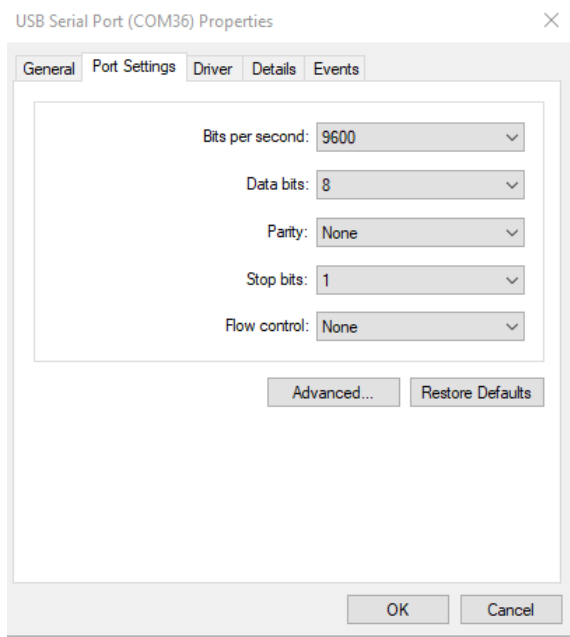 USB Serial Port (COM36) Properties
General Port Settings Driver Details Events
Bits per second: 9600
Data bits: 8
Parity: None
Stop bits: 1
Flow control: None
Advanced... Restore Defaults
OK Cancel